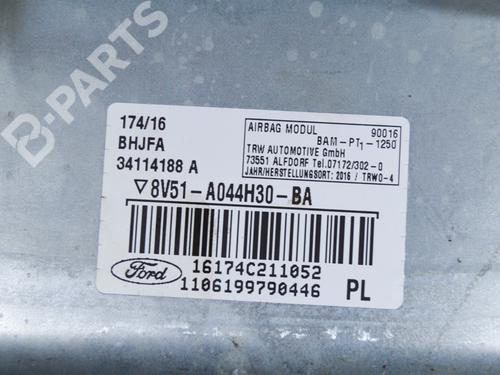 B-PARTS
174/16
BHJFA
34114188 A
AIRBAG MODUL 90016
BAM-PT1-1250
TRW AUTOMOTIVE GmbH
73551 ALFDORF Tel.07172/302-0
JAHR/HERSTELLUNGSORT: 2016 / TRWO-4
▽8V51-A044H30-BA
Ford
16174C211052
1106199790446
PL